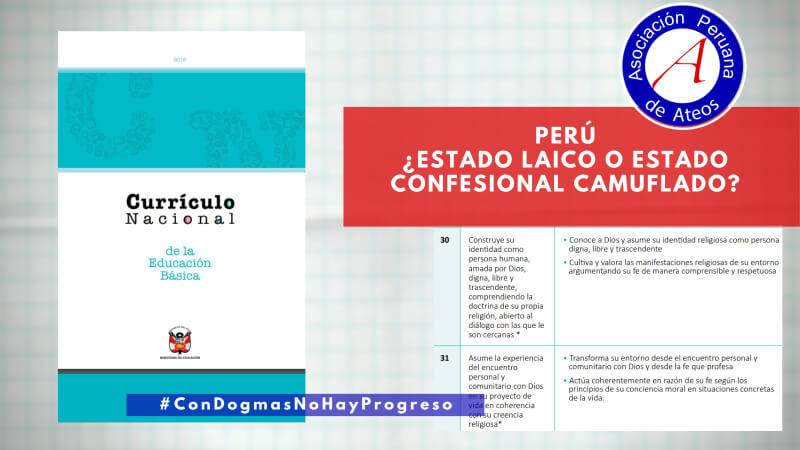 2016
Currículo
Nacional
de la
Educación
Básica
MINISTERIO DE EDUCACIÓN
Asociación Peruana
de Ateos
PERÚ
¿ESTADO LAICO O ESTADO
CONFESIONAL CAMUFLADO?
30
Construye su
identidad como
persona humana,
amada por Dios,
digna, libre y
trascendente,
comprendiendo la
doctrina de su propia
religión, abierto al
diálogo con las que le
son cercanas *
• Conoce a Dios y asume su identidad religiosa como persona
digna, libre y trascendente
• Cultiva y valora las manifestaciones religiosas de su entorno
argumentando su fe de manera comprensible y respetuosa
31
Asume la experiencia
del encuentro
personal y
comunitario con Dios
en su proyecto de
vida en coherencia
con su creencia
religiosa*
• Transforma su entorno desde el encuentro personal y
comunitario con Dios y desde la fe que profesa
• Actúa coherentemente en razón de su fe según los
principios de su conciencia moral en situaciones concretas
de la vida.
#ConDogmasNoHayProgreso